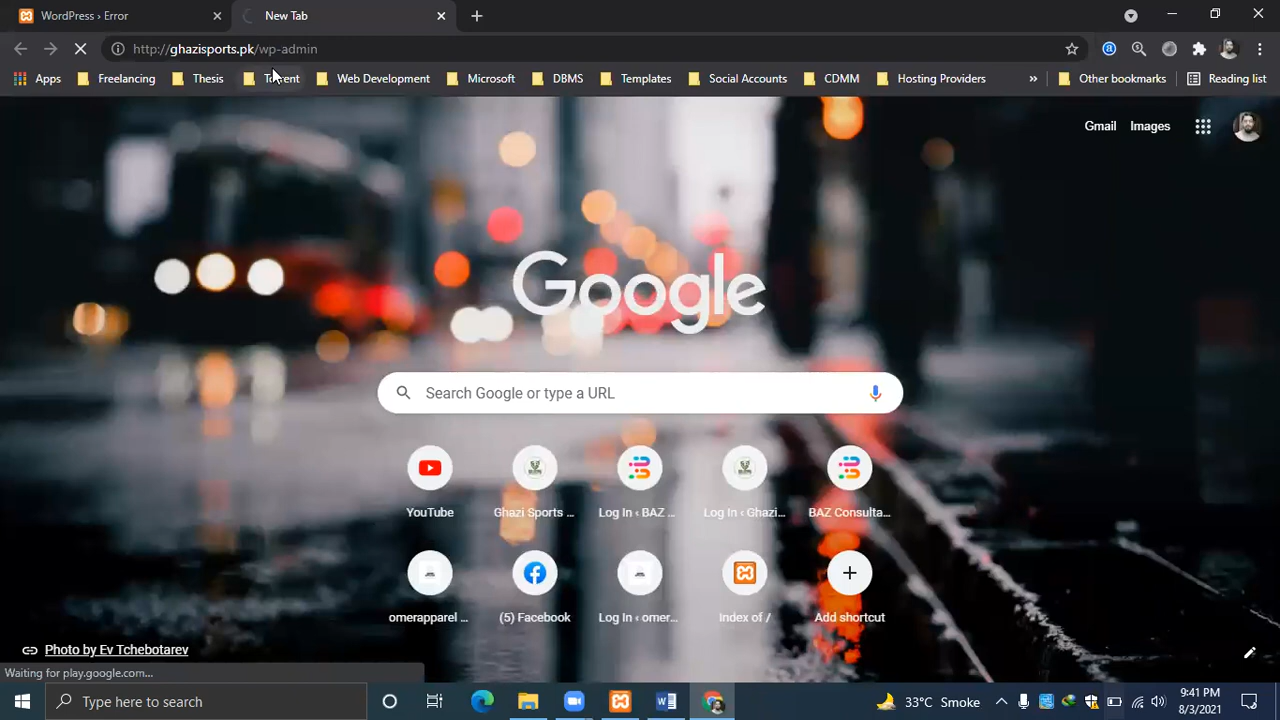 WordPress › Error
New Tab
http://ghazisports.pk/wp-admin
Apps
Freelancing
Thesis
Torrent
Web Development
Microsoft
DBMS
Templates
Social Accounts
CDMM
Hosting Providers
»
Other bookmarks
Reading list
Gmail
Images
Google
Search Google or type a URL
YouTube
Ghazi Sports ...
Log In ‹ BAZ ...
Log In ‹ Ghazi...
BAZ Consulta...
omerapparel ...
(5) Facebook
Log In ‹ omer...
Index of /
Add shortcut
Photo by Ev Tchebotarev
Waiting for play.google.com...
Type here to search
33°C Smoke
9:41 PM
8/3/2021